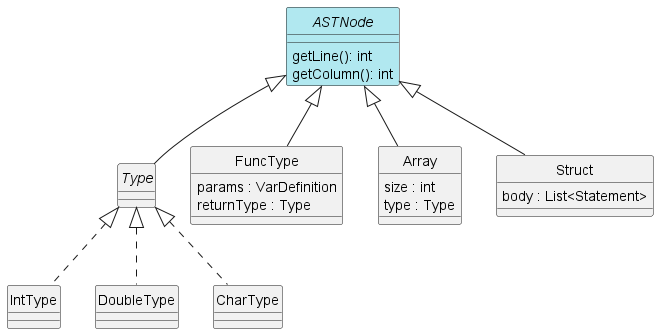 ASTNode
getLine(): int
getColumn(): int
Type
FuncType
params : VarDefinition
returnType : Type
Array
size : int
type : Type
Struct
body : List<Statement>
IntType
DoubleType
CharType